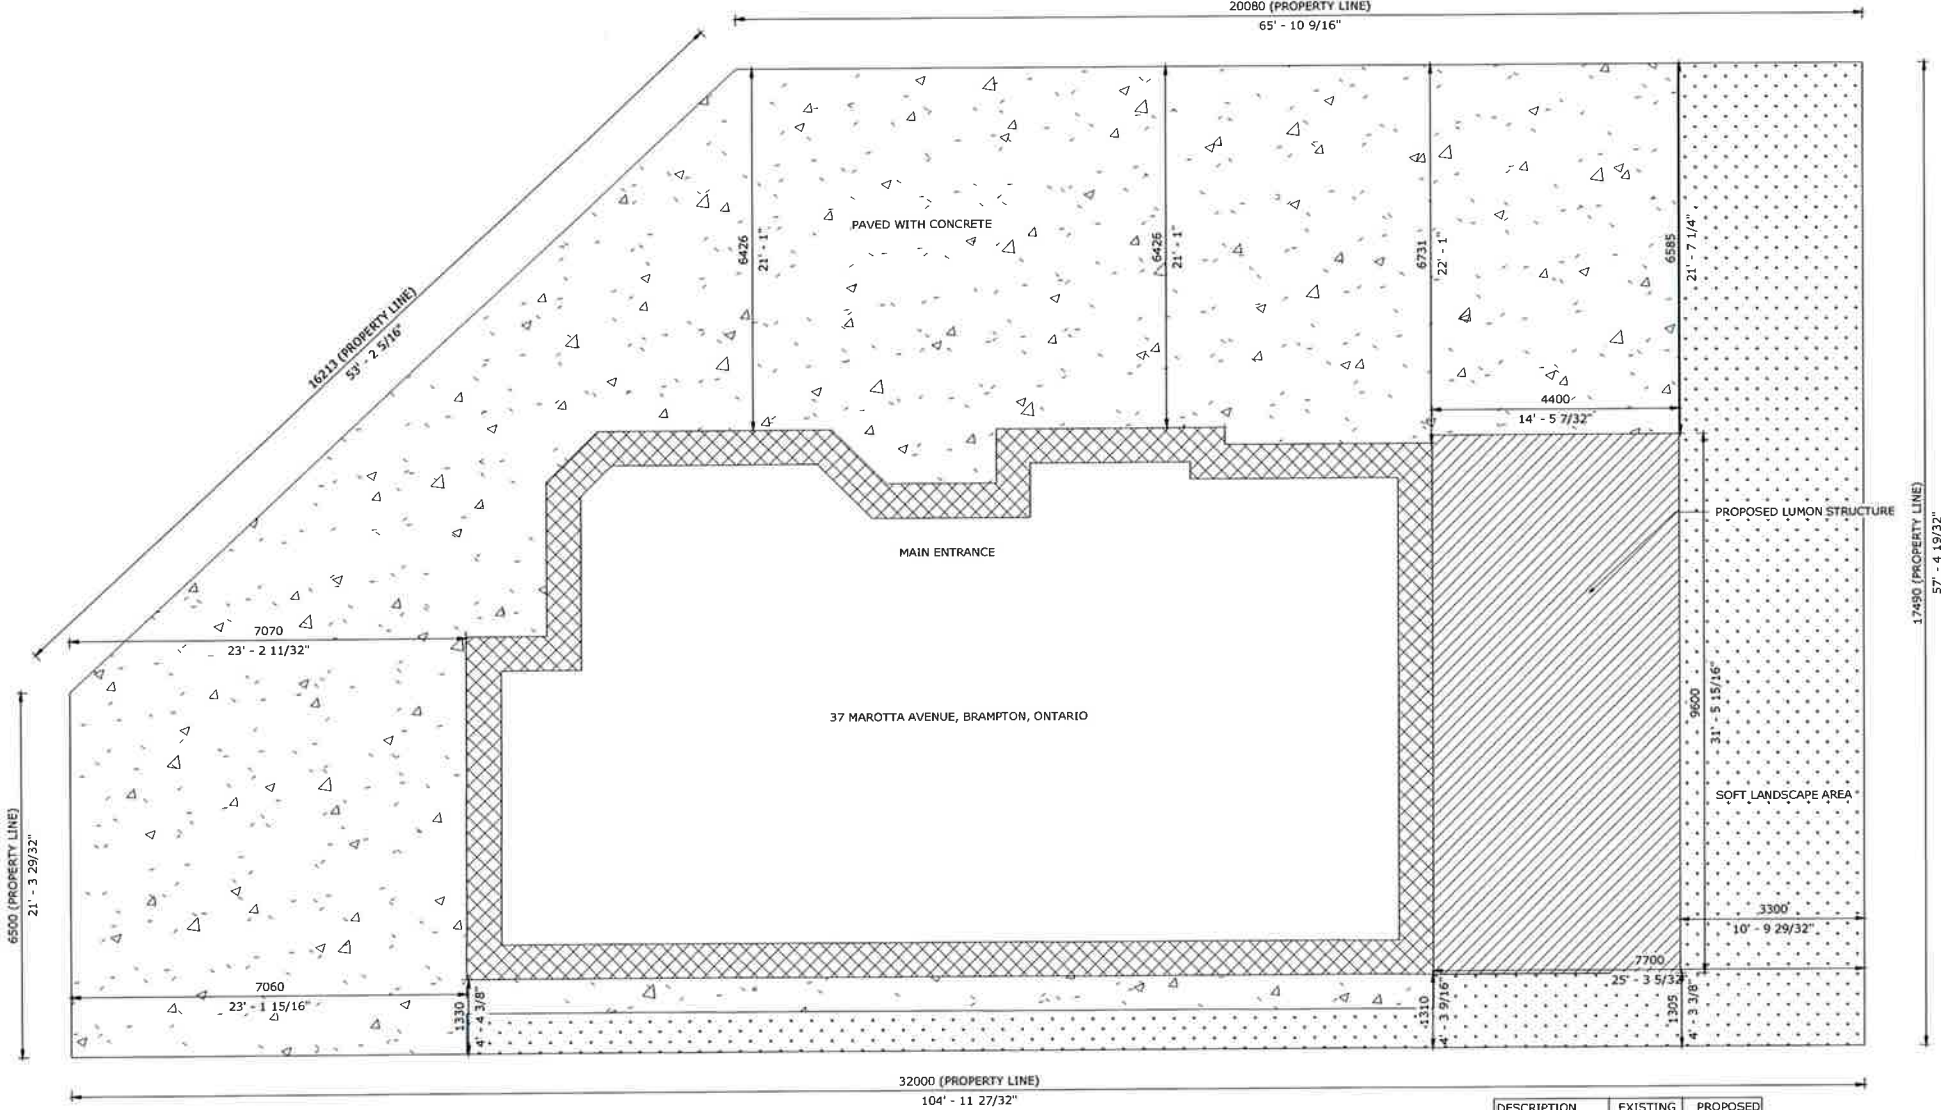 20080 (PROPERTY LINE)
65' - 10 9/16"
16213 (PROPERTY LINE)
53' - 2 5/16"
PAVED WITH CONCRETE
6426
21' - 1"
6426
21' - 1"
6731
22' - 1"
6585
21' - 7 1/4"
4400
14' - 5 7/32"
17490 (PROPERTY LINE)
57' - 4 19/32"
PROPOSED LUMON STRUCTURE
MAIN ENTRANCE
7070
23' - 2 11/32"
37 MAROTTA AVENUE, BRAMPTON, ONTARIO
9600
31' - 5 15/16"
SOFT LANDSCAPE AREA
6500 (PROPERTY LINE)
21' - 3 29/32"
3300
10' - 9 29/32"
7700
25' - 3 5/32"
7060
23' - 1 15/16"
1330
4' - 4 3/8"
1310
4' - 3 9/16"
1305
4' - 3 3/8"
32000 (PROPERTY LINE)
104' - 11 27/32"
DESCRIPTION EXISTING PROPOSED